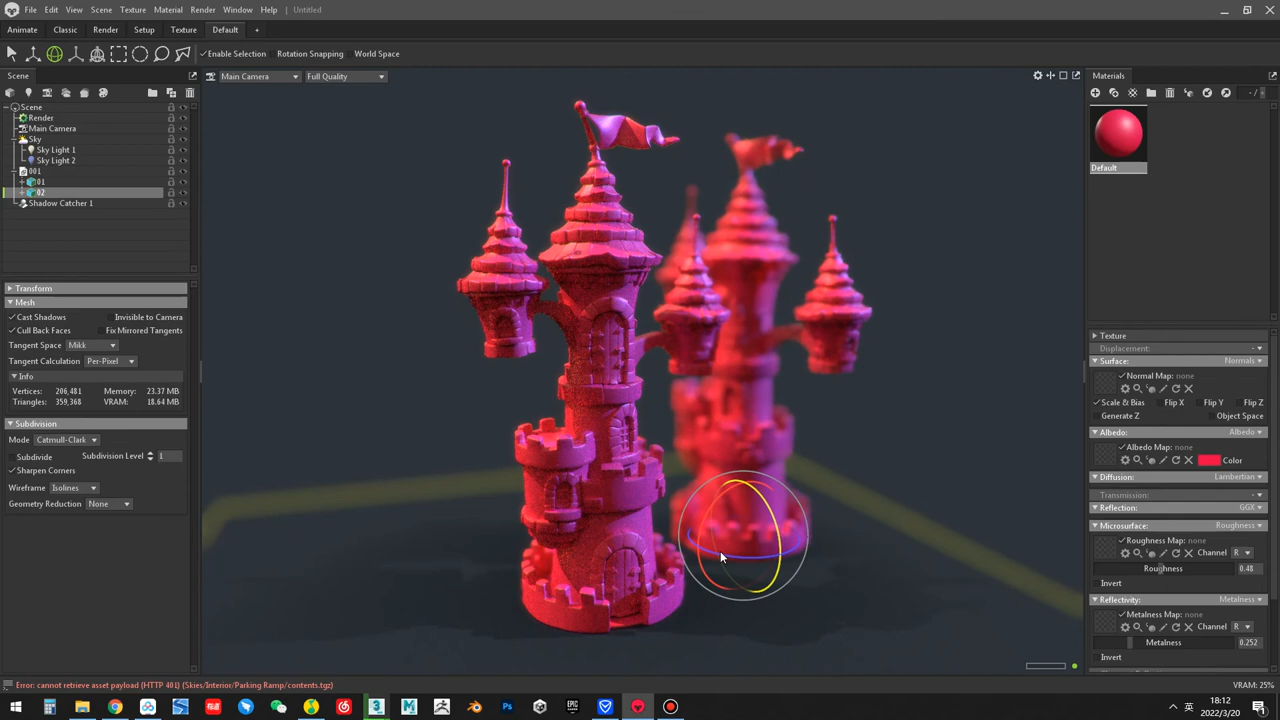 File Edit Scene Texture Material Render Window Help Untitled
Animate Classic Render Setup Texture Default +
Enable Selection Rotation Snapping World Space
Scene
Main Camera Full Quality
Materials
- /
Scene
Render
Main Camera
Sky
Sky Light 1
Sky Light 2
001
01
02
Shadow Catcher 1
Default
Transform
Mesh
Cast Shadows Invisible to Camera
Cull Back Faces Fix Mirrored Tangents
Tangent Space Mikk
Tangent Calculation Per-Pixel
Info
Vertices: 206,481 Memory: 23.37 MB
Triangles: 359,368 VRAM: 18.64 MB
Subdivision
Mode Catmull-Clark
Subdivide Subdivision Level 1
Sharpen Corners
Wireframe Isolines
Geometry Reduction None
Texture
Displacement:
Surface: Normals
Normal Map: none
Scale & Bias Flip X Flip Y Flip Z
Generate Z Object Space
Albedo: Albedo
Albedo Map: none
Color
Diffusion: Lambertian
Transmission:
Reflection: GGX
Microsurface: Roughness
Roughness Map: none
Channel R
Roughness 0.48
Invert
Reflectivity: Metalness
Metalness Map: none
Channel R
Metalness 0.252
Invert
Error: cannot retrieve asset payload (HTTP 401) (Skies/Interior/Parking Ramp/contents.tgz)
VRAM: 25%
3 M Ps EPIC
18:12
2022/3/20